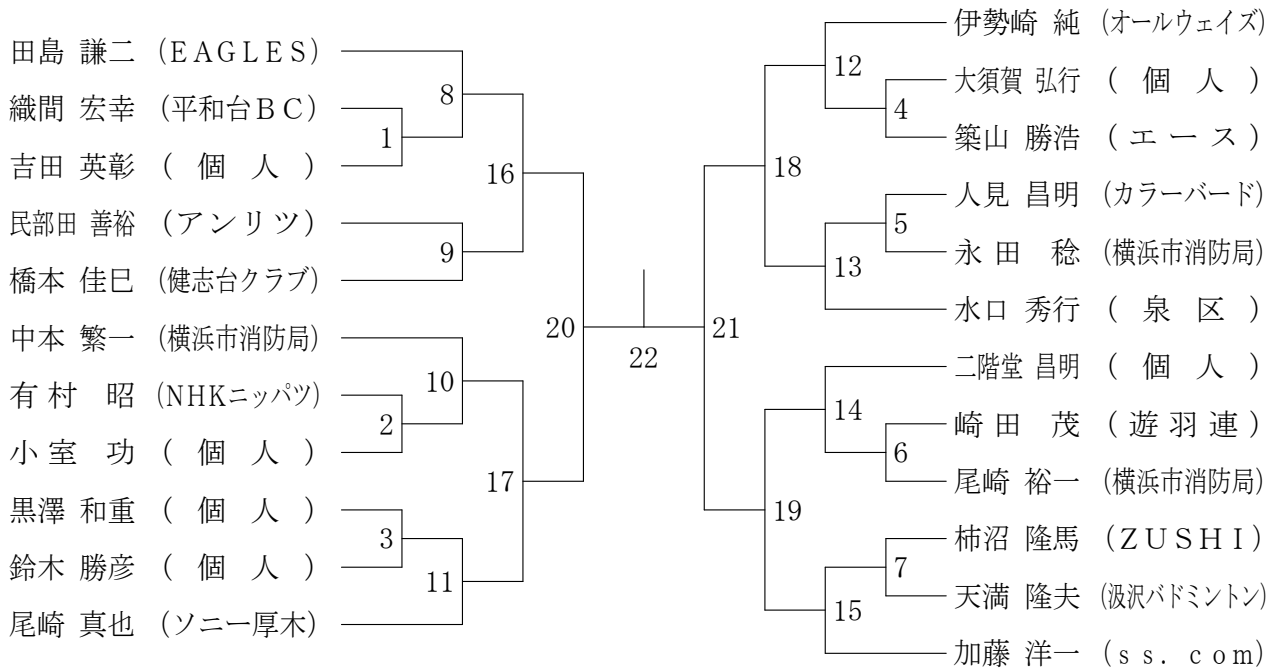 田島 謙二 (EAGLES)
織間 宏幸 (平和台BC)
吉田 英彰 (個人)
民部田 善裕 (アンリツ)
橋本 佳巳 (健志台クラブ)
中本 繁一 (横浜市消防局)
有村 昭 (NHKニッパツ)
小室 功 (個人)
黒澤 和重 (個人)
鈴木 勝彦 (個人)
尾崎 真也 (ソニー厚木)
1
2
3
8
9
10
11
16
17
20
22
21
18
19
12
13
14
15
4
5
6
7
伊勢崎 純 (オールウェイズ)
大須賀 弘行 (個人)
築山 勝浩 (エース)
人見 昌明 (カラーバード)
永田 稔 (横浜市消防局)
水口 秀行 (泉区)
二階堂 昌明 (個人)
崎田 茂 (遊羽連)
尾崎 裕一 (横浜市消防局)
柿沼 隆馬 (ZUSHI)
天満 隆夫 (汲沢バドミントン)
加藤 洋一 (ss.com)